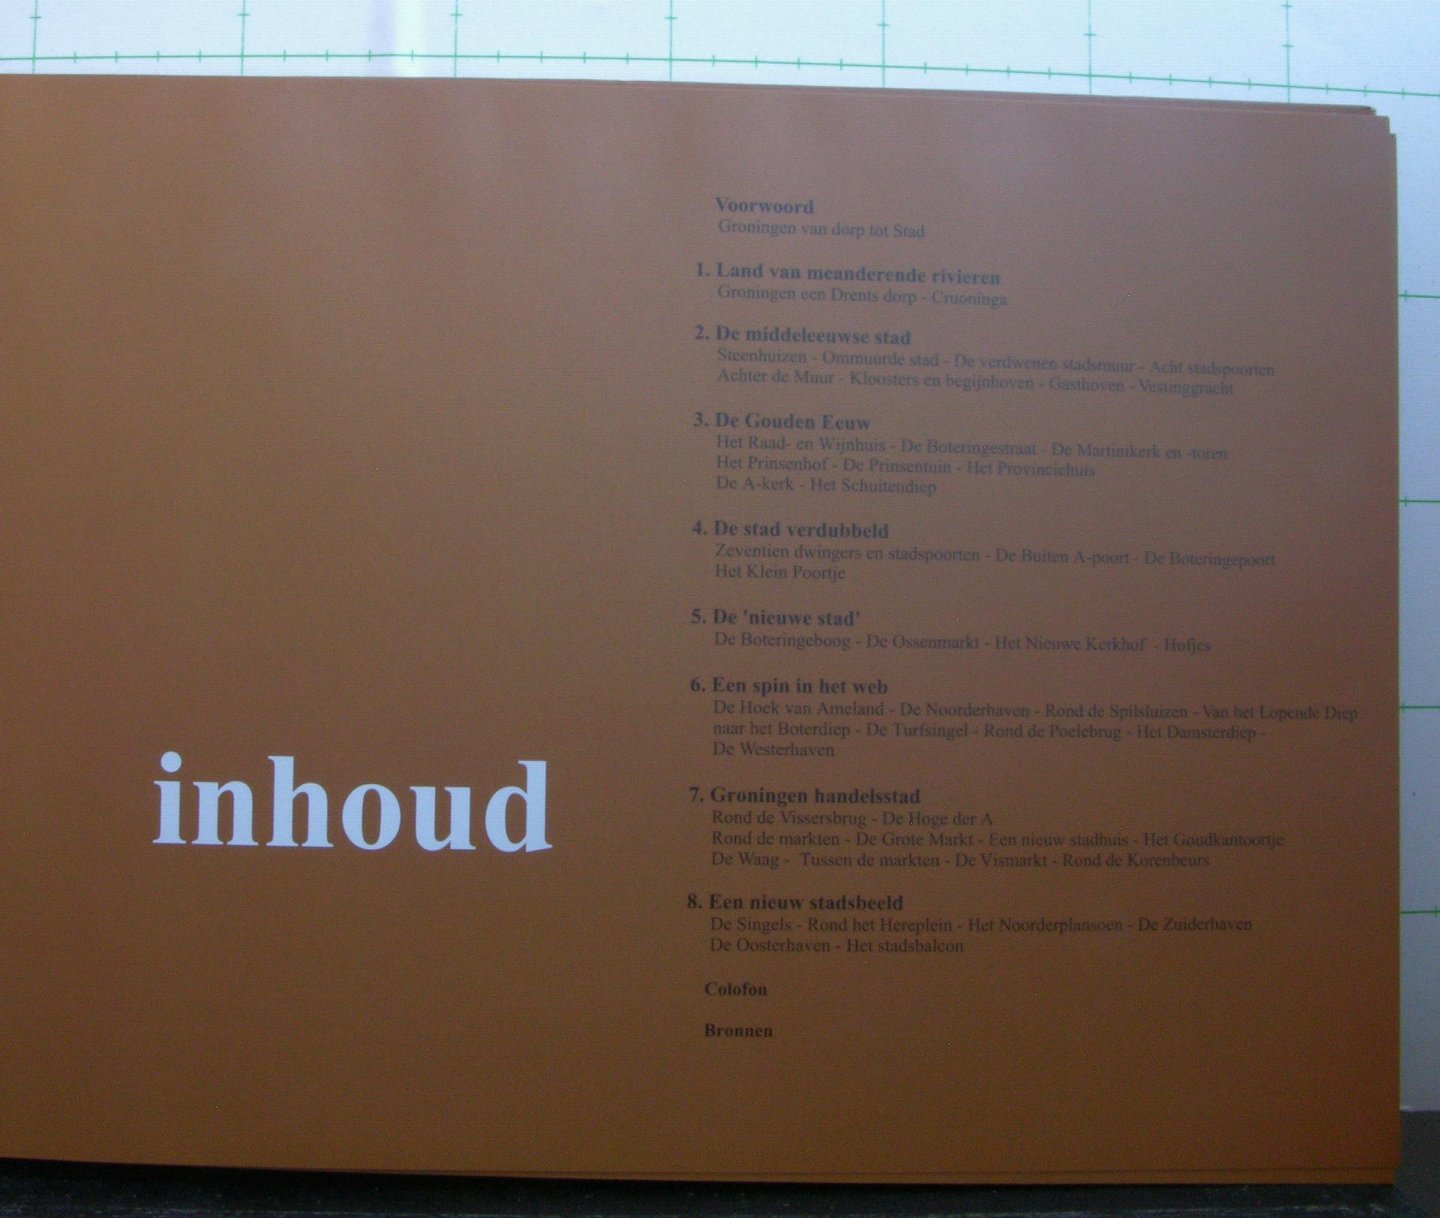 inhoud
Voorwoord
Groningen van dorp tot Stad
1. Land van meanderende rivieren
Groningen een Drents dorp - Cruoninga
2. De middeleeuwse stad
Steenhuizen - Ommuurde stad - De verdwenen stadsmuur - Acht stadspoorten
Achter de Muur - Kloosters en begijnhoven - Gasthoven - Vestinggracht
3. De Gouden Eeuw
Het Raad- en Wijnhuis - De Boteringestraat - De Martinikerk en -toren
Het Prinsenhof - De Prinsentuin - Het Provinciehuis
De A-kerk - Het Schuitendiep
4. De stad verdubbeld
Zeventien dwingers en stadspoorten - De Buiten A-poort - De Boteringepoort
Het Klein Poortje
5. De 'nieuwe stad'
De Boteringeboog - De Ossenmarkt - Het Nieuwe Kerkhof - Hofjes
6. Een spin in het web
De Hoek van Ameland - De Noorderhaven - Rond de Spilsluizen - Van het Lopende Diep
naar het Boterdiep - De Turfsingel - Rond de Poelebrug - Het Damsterdiep -
De Westerhaven
7. Groningen handelsstad
Rond de Vissersbrug - De Hoge der A
Rond de markten - De Grote Markt - Een nieuw stadhuis - Het Goudkantoortje
De Waag - Tussen de markten - De Vismarkt - Rond de Korenbeurs
8. Een nieuw stadsbeeld
De Singels - Rond het Hereplein - Het Noorderplansoen - De Zuiderhaven
De Oosterhaven - Het stadsbalcon
Colofon
Bronnen